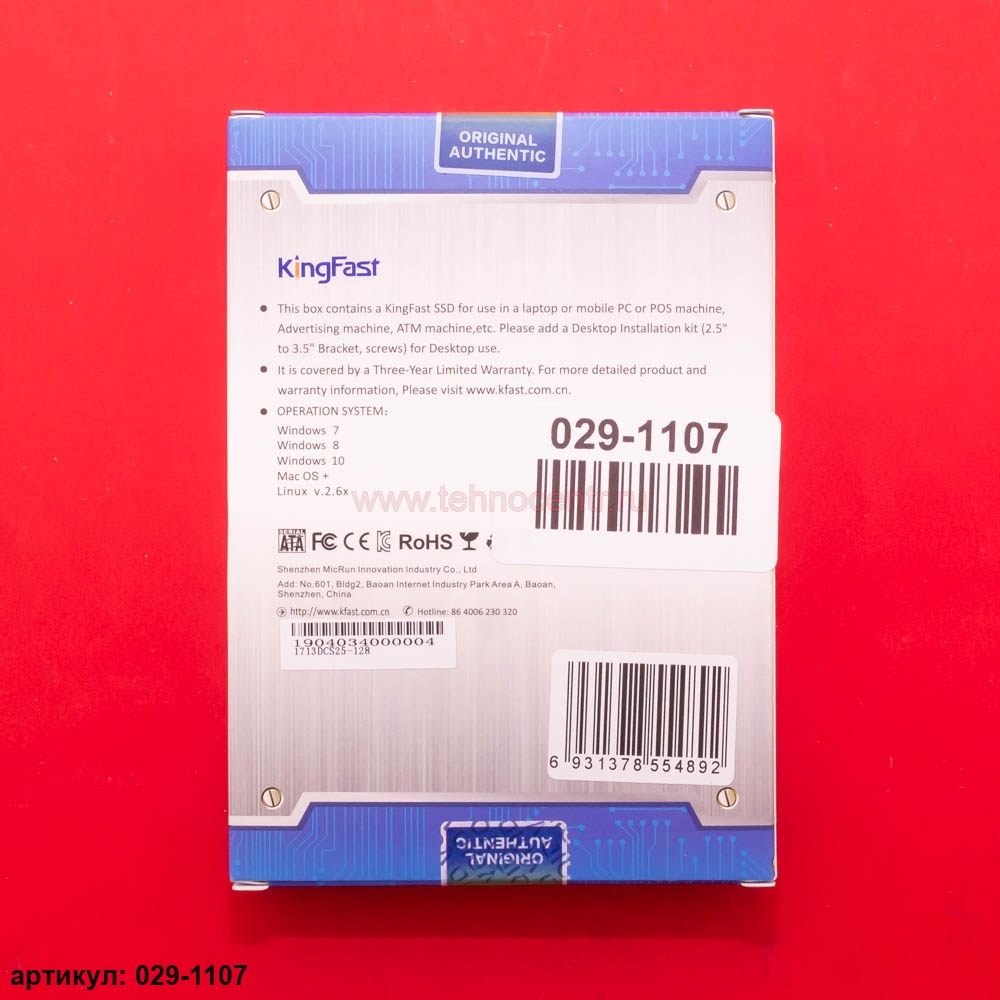 ORIGINAL
AUTHENTIC
KingFast
● This box contains a KingFast SSD for use in a laptop or mobile PC or POS machine,
Advertising machine, ATM machine,etc. Please add a Desktop Installation kit (2.5"
to 3.5" Bracket, screws) for Desktop use.
● It is covered by a Three-Year Limited Warranty. For more detailed product and
warranty information, Please visit www.kfast.com.cn.
● OPERATION SYSTEM:
Windows 7
Windows 8
Windows 10
Mac OS +
Linux v.2.6x
029-1107
www.tehnocentr.ru
SERIAL
ATA FC CE RoHS
Shenzhen MicRun Innovation Industry Co., Ltd
Add: No.601, Bldg2, Baoan Internet Industry Park Area A, Baoan,
Shenzhen, China
http://www.kfast.com.cn Hotline: 86 4006 230 320
1904034000004
1713DCS25-128
6 931378 554892
ORIGINAL
AUTHENTIC
артикул: 029-1107